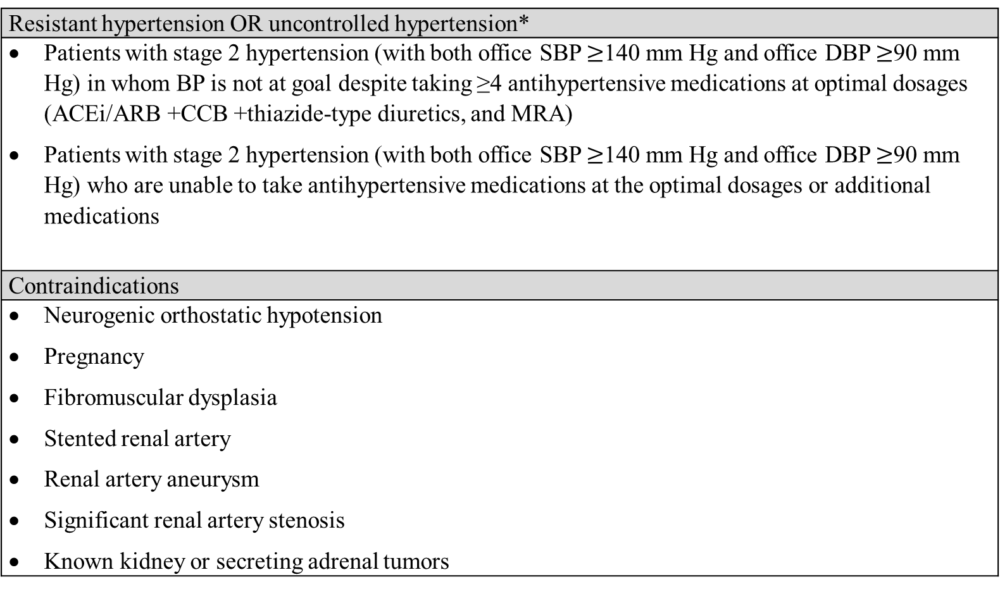 Resistant hypertension OR uncontrolled hypertension*
• Patients with stage 2 hypertension (with both office SBP ≥140 mm Hg and office DBP ≥90 mm
Hg) in whom BP is not at goal despite taking ≥4 antihypertensive medications at optimal dosages
(ACEi/ARB +CCB +thiazide-type diuretics, and MRA)
• Patients with stage 2 hypertension (with both office SBP ≥140 mm Hg and office DBP ≥90 mm
Hg) who are unable to take antihypertensive medications at the optimal dosages or additional
medications
Contraindications
• Neurogenic orthostatic hypotension
• Pregnancy
• Fibromuscular dysplasia
• Stented renal artery
• Renal artery aneurysm
• Significant renal artery stenosis
• Known kidney or secreting adrenal tumors